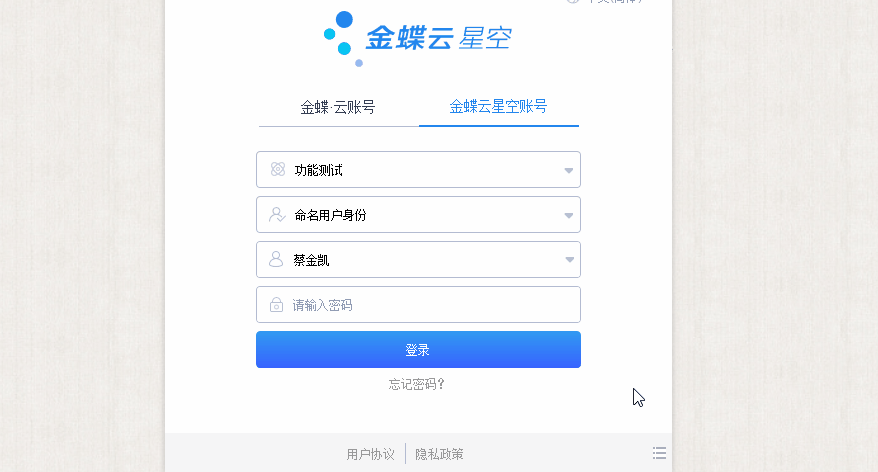 金蝶云 星空
金蝶·云账号
金蝶云星空账号
功能测试
命名用户身份
蔡金凯
请输入密码
登录
忘记密码?
用户协议
隐私政策